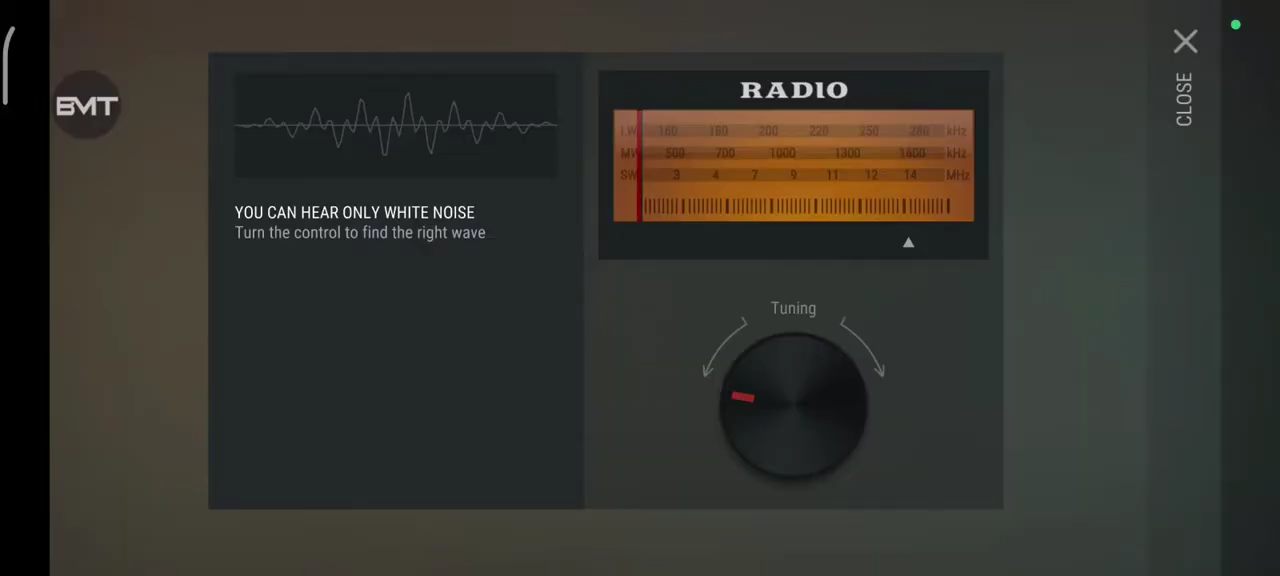 BMT
YOU CAN HEAR ONLY WHITE NOISE
Turn the control to find the right wave
RADIO
LW 160 180 200 220 250 280 kHz
MW 500 700 1000 1300 1600 kHz
SW 3 4 7 9 11 12 14 MHz
Tuning
CLOSE